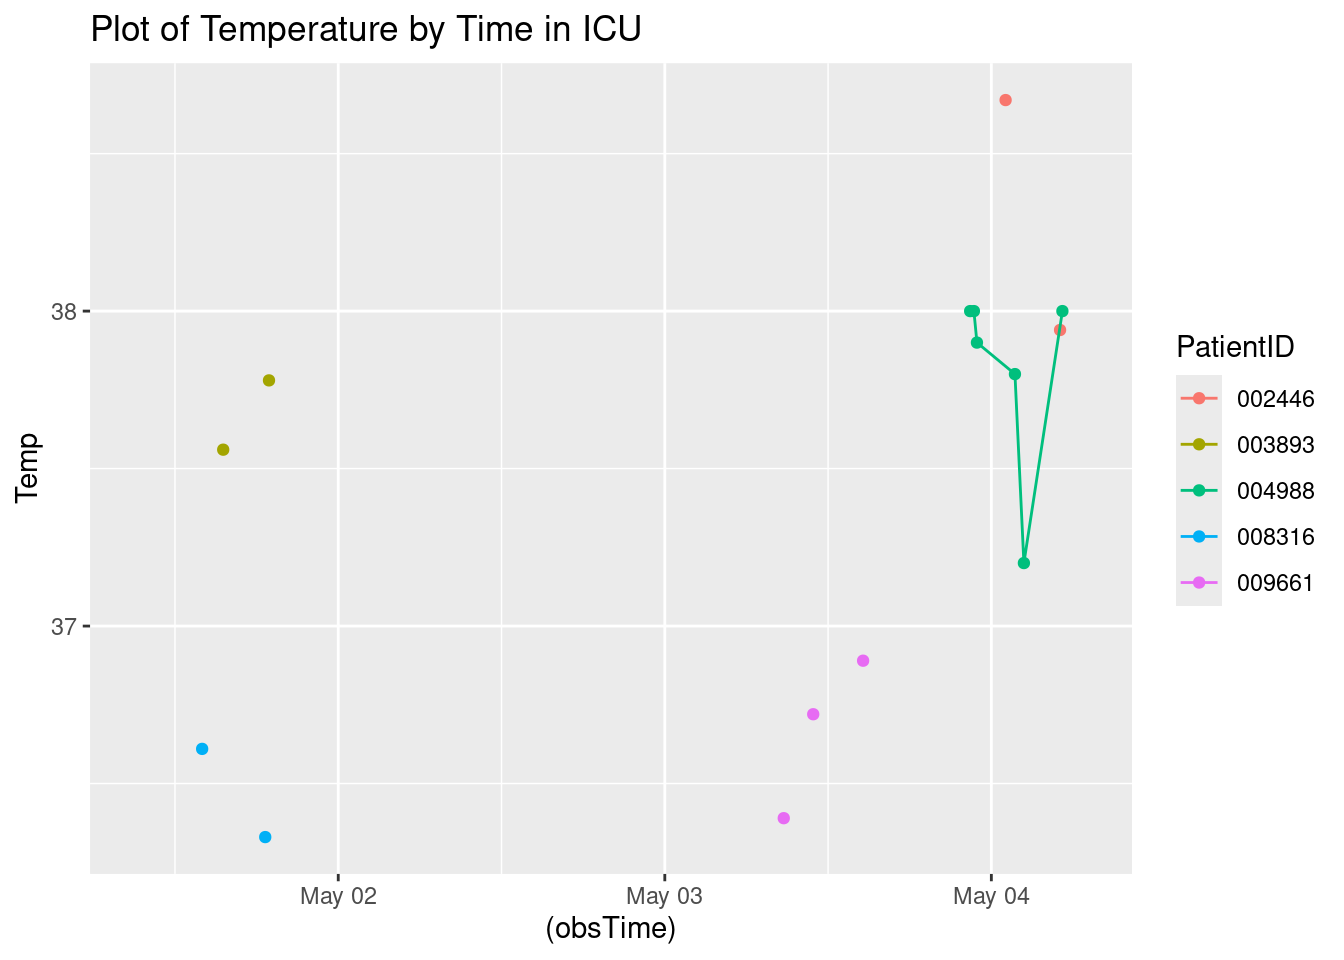 Plot of Temperature by Time in ICU
Temp
38
37
May 02
May 03
May 04
(obsTime)
PatientID
002446
003893
004988
008316
009661